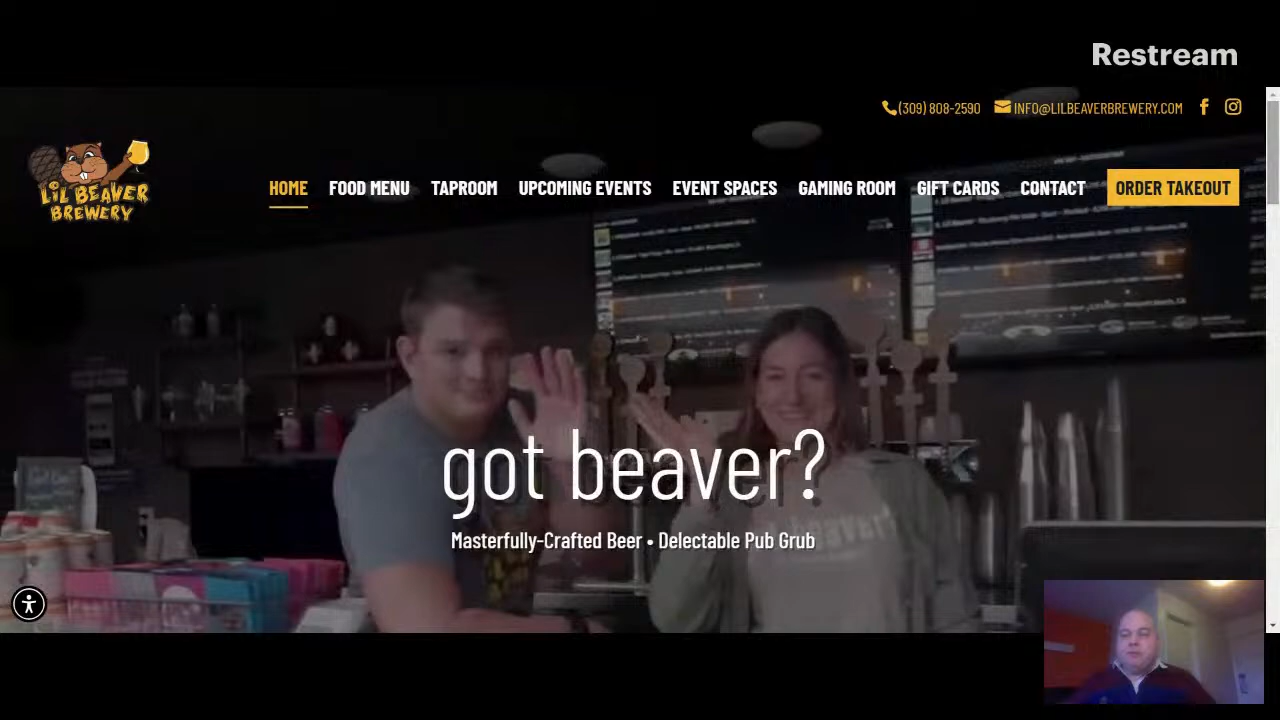 Restream
(309) 808-2590 INFO@LILBEAVERBREWERY.COM
LIL BEAVER
BREWERY
HOME FOOD MENU TAPROOM UPCOMING EVENTS EVENT SPACES GAMING ROOM GIFT CARDS CONTACT ORDER TAKEOUT
got beaver?
Masterfully-Crafted Beer • Delectable Pub Grub
beaver